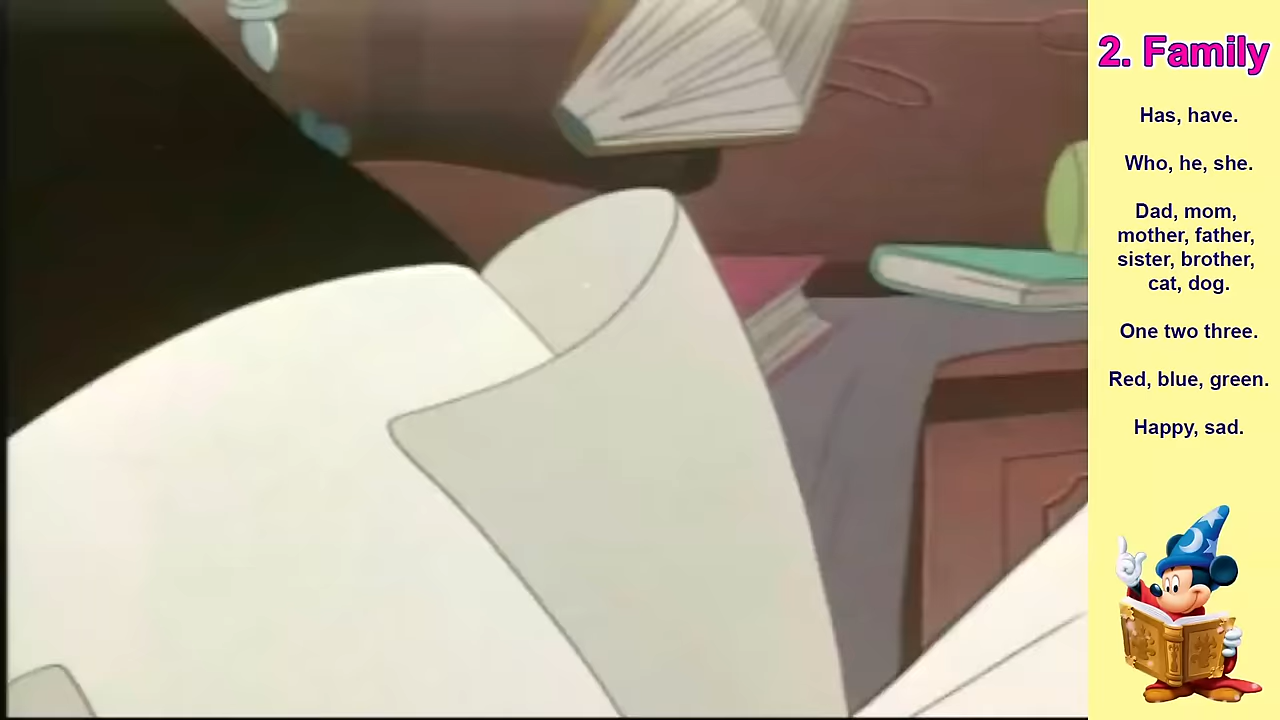 2. Family
Has, have.
Who, he, she.
Dad, mom,
mother, father,
sister, brother,
cat, dog.
One two three.
Red, blue, green.
Happy, sad.